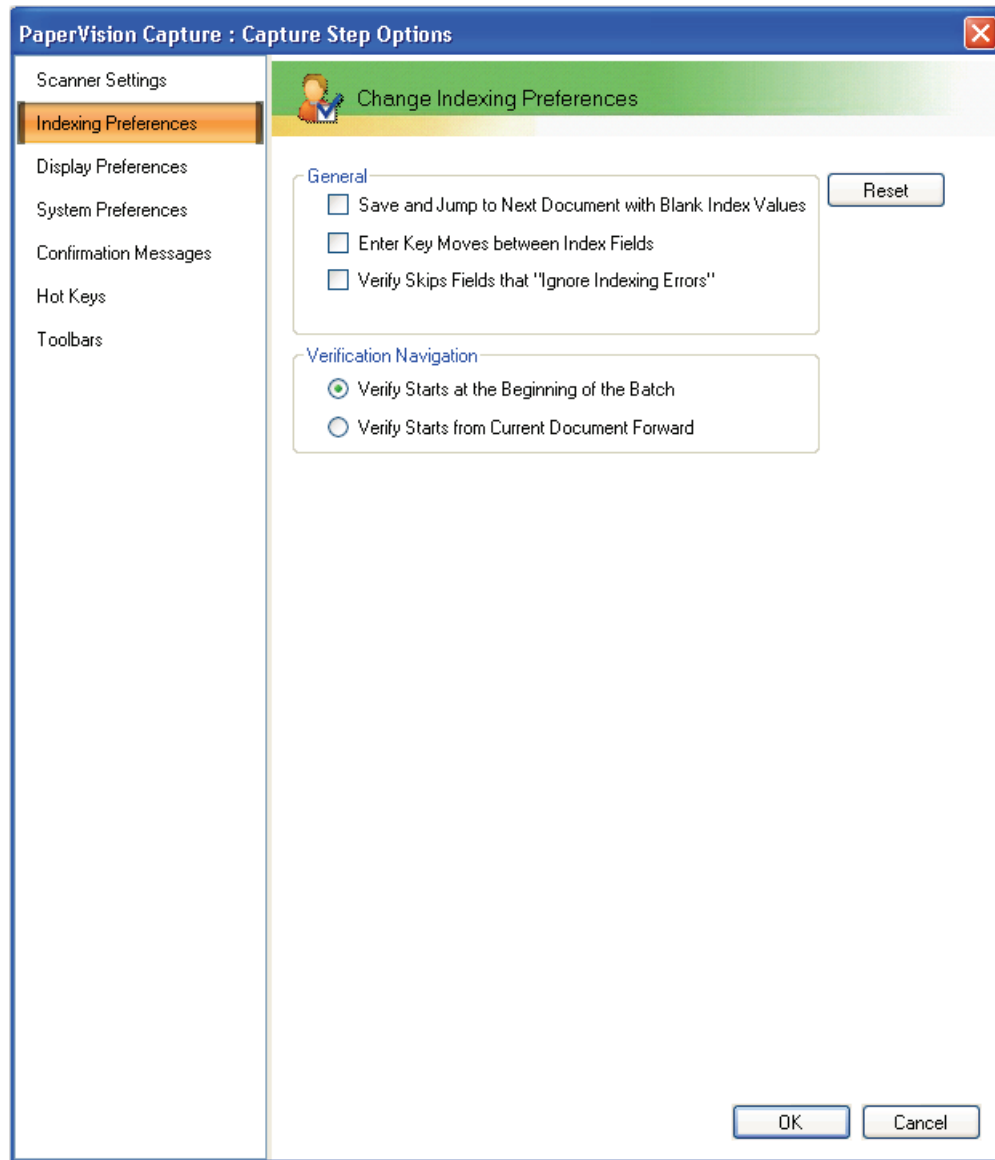 PaperVision Capture : Capture Step Options
Scanner Settings
Indexing Preferences
Display Preferences
System Preferences
Confirmation Messages
Hot Keys
Toolbars
Change Indexing Preferences
General
Save and Jump to Next Document with Blank Index Values
Enter Key Moves between Index Fields
Verify Skips Fields that "Ignore Indexing Errors"
Reset
Verification Navigation
Verify Starts at the Beginning of the Batch
Verify Starts from Current Document Forward
OK
Cancel